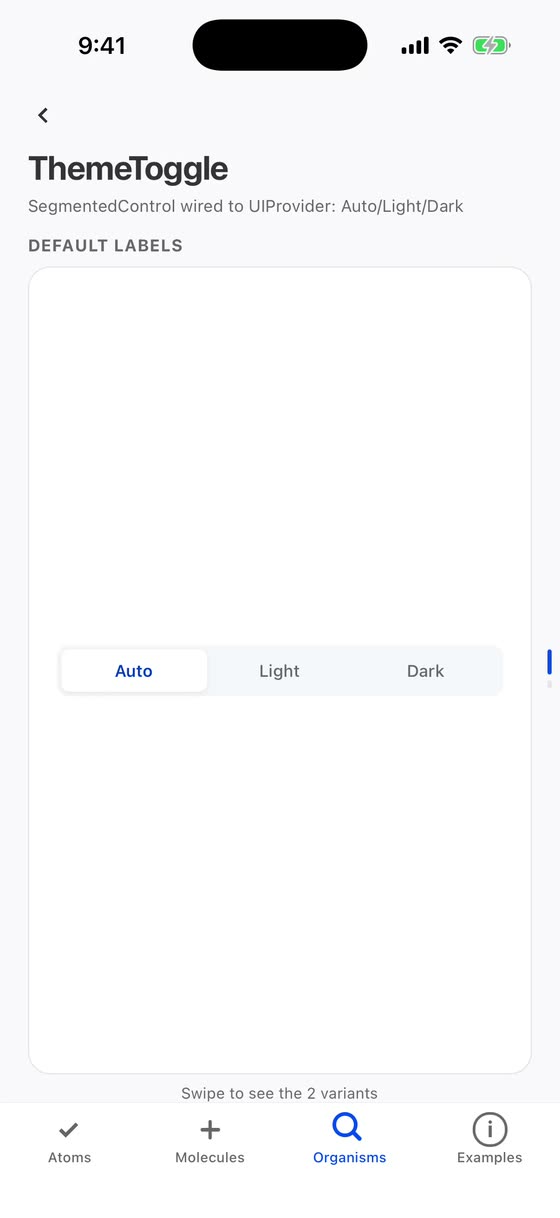 9:41
ThemeToggle
SegmentedControl wired to UIProvider: Auto/Light/Dark
DEFAULT LABELS
Auto Light Dark
Swipe to see the 2 variants
Atoms Molecules Organisms Examples